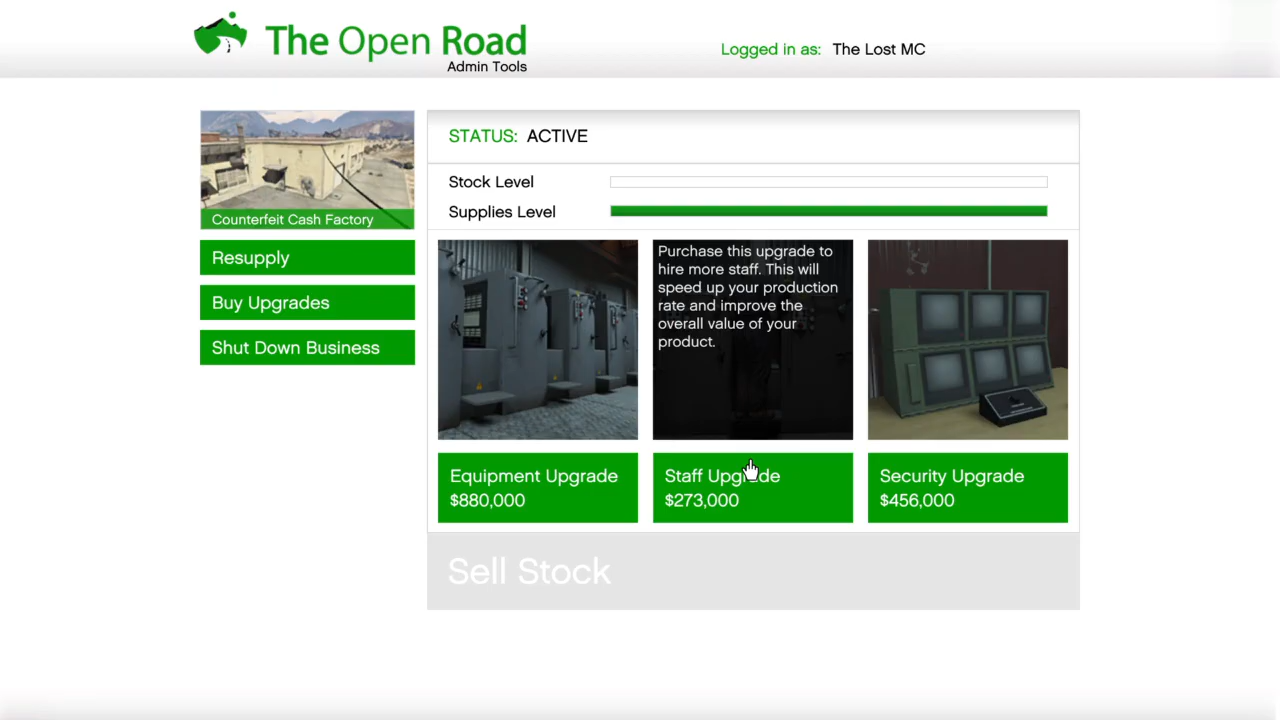 The Open Road
Admin Tools
Logged in as: The Lost MC
Counterfeit Cash Factory
Resupply
Buy Upgrades
Shut Down Business
STATUS: ACTIVE
Stock Level
Supplies Level
Purchase this upgrade to
hire more staff. This will
speed up your production
rate and improve the
overall value of your
product.
Equipment Upgrade
$880,000
Staff Upgrade
$273,000
Security Upgrade
$456,000
Sell Stock